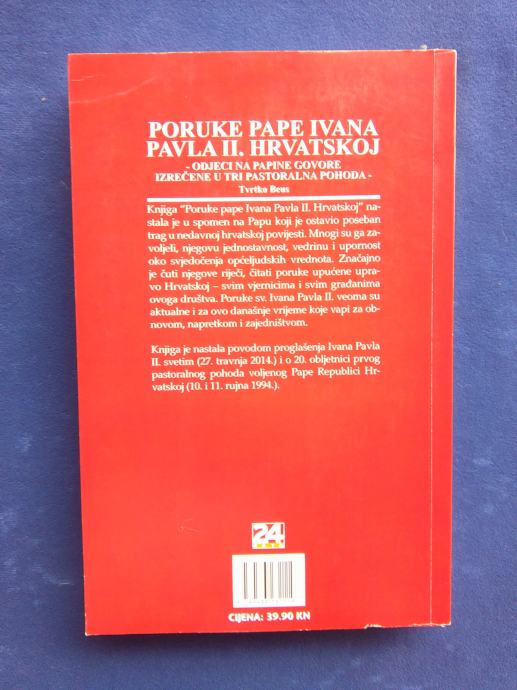 PORUKE PAPE IVANA
PAVLA II. HRVATSKOJ
- ODJECI NA PAPINE GOVORE
IZREČENE U TRI PASTORALNA POHODA -
Tvrtko Beus
Knjiga "Poruke pape Ivana Pavla II. Hrvatskoj" na-
stala je u spomen na Papu koji je ostavio poseban
trag u nedavnoj hrvatskoj povijesti. Mnogi su ga za-
voljeli, njegovu jednostavnost, vedrinu i upornost
oko svjedočenja općeljudskih vrednota. Značajno
je čuti njegove riječi, čitati poruke upućene upra-
vo Hrvatskoj – svim vjernicima i svim građanima
ovoga društva. Poruke sv. Ivana Pavla II. veoma su
aktualne i za ovo današnje vrijeme koje vapi za ob-
novom, napretkom i zajedništvom.
Knjiga je nastala povodom proglašenja Ivana Pavla
II. svetim (27. travnja 2014.) i o 20. obljetnici prvog
pastoralnog pohoda voljenog Pape Republici Hr-
vatskoj (10. i 11. rujna 1994.).
24
CIJENA: 39.90 KN